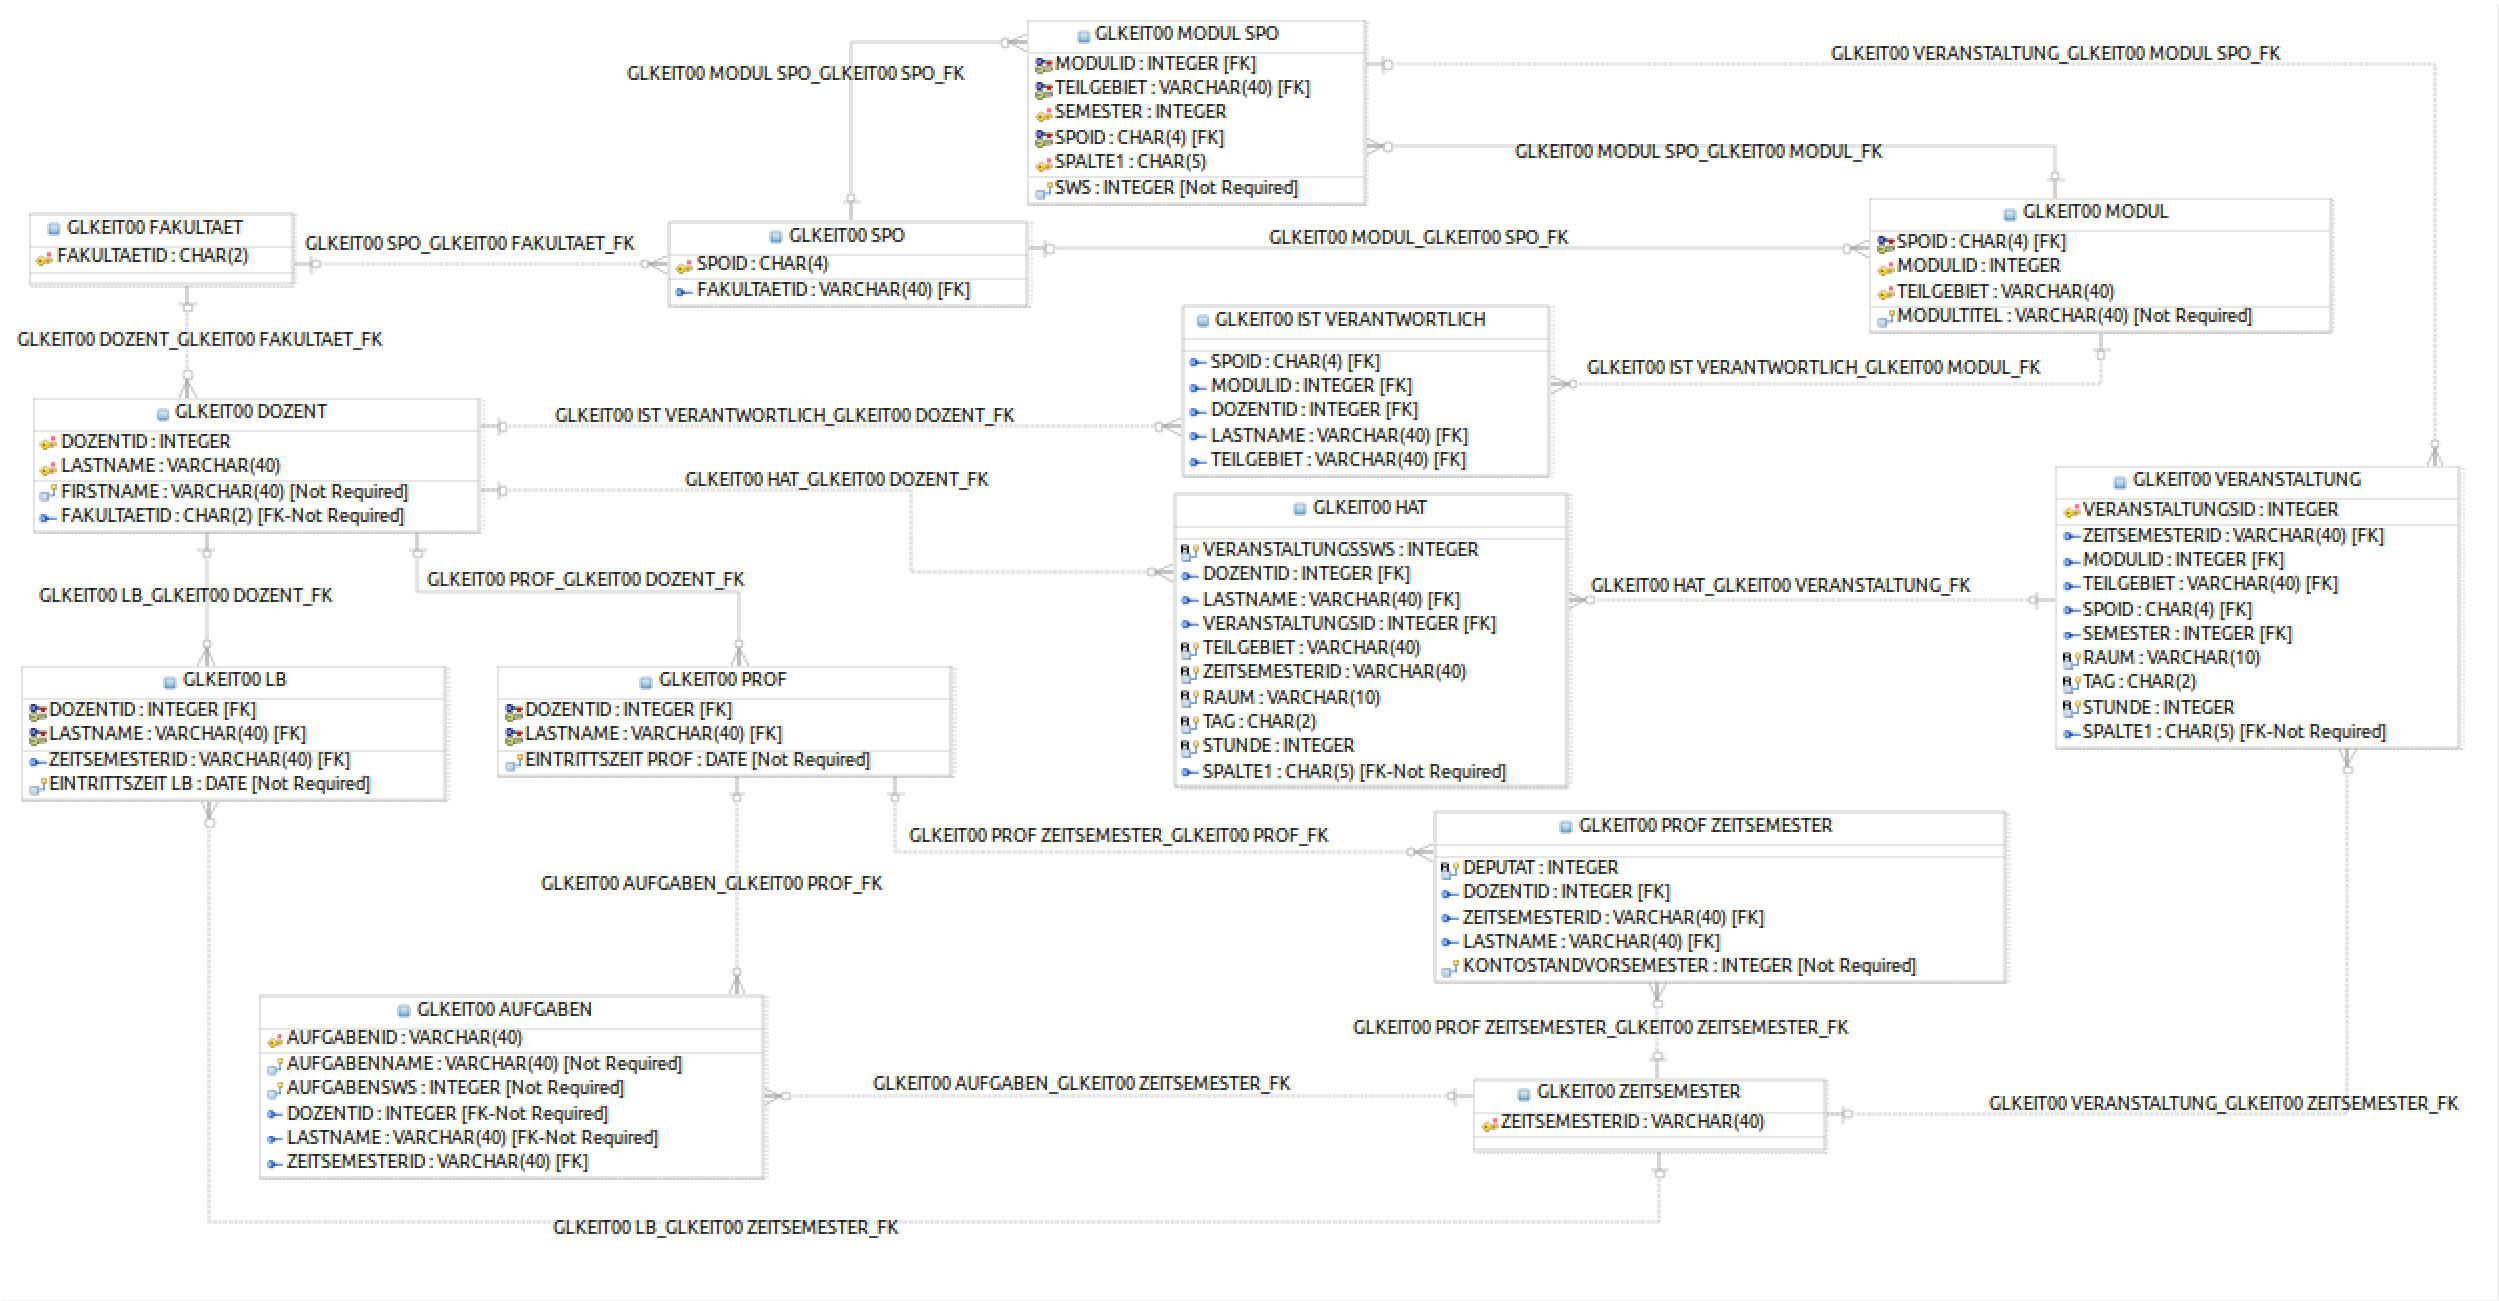 GLKEIT00 MODUL SPO
MODULID : INTEGER [FK]
TEILGEBIET : VARCHAR(40) [FK]
SEMESTER : INTEGER
SPOID : CHAR(4) [FK]
SPALTE1 : CHAR(5)
SWS : INTEGER [Not Required]
GLKEIT00 MODUL SPO_GLKEIT00 SPO_FK
GLKEIT00 VERANSTALTUNG_GLKEIT00 MODUL SPO_FK
GLKEIT00 MODUL SPO_GLKEIT00 MODUL_FK
GLKEIT00 FAKULTAET
FAKULTAETID : CHAR(2)
GLKEIT00 SPO_GLKEIT00 FAKULTAET_FK
GLKEIT00 SPO
SPOID : CHAR(4)
FAKULTAETID : VARCHAR(40) [FK]
GLKEIT00 MODUL_GLKEIT00 SPO_FK
GLKEIT00 MODUL
SPOID : CHAR(4) [FK]
MODULID : INTEGER
TEILGEBIET : VARCHAR(40)
MODULTITEL : VARCHAR(40) [Not Required]
GLKEIT00 DOZENT_GLKEIT00 FAKULTAET_FK
GLKEIT00 IST VERANTWORTLICH
SPOID : CHAR(4) [FK]
MODULID : INTEGER [FK]
DOZENTID : INTEGER [FK]
LASTNAME : VARCHAR(40) [FK]
TEILGEBIET : VARCHAR(40) [FK]
GLKEIT00 IST VERANTWORTLICH_GLKEIT00 MODUL_FK
GLKEIT00 DOZENT
DOZENTID : INTEGER
LASTNAME : VARCHAR(40)
FIRSTNAME : VARCHAR(40) [Not Required]
FAKULTAETID : CHAR(2) [FK-Not Required]
GLKEIT00 IST VERANTWORTLICH_GLKEIT00 DOZENT_FK
GLKEIT00 HAT_GLKEIT00 DOZENT_FK
GLKEIT00 HAT
VERANSTALTUNGSSWS : INTEGER
DOZENTID : INTEGER [FK]
LASTNAME : VARCHAR(40) [FK]
VERANSTALTUNGSID : INTEGER [FK]
TEILGEBIET : VARCHAR(40)
ZEITSEMESTERID : VARCHAR(40)
RAUM : VARCHAR(10)
TAG : CHAR(2)
STUNDE : INTEGER
SPALTE1 : CHAR(5) [FK-Not Required]
GLKEIT00 HAT_GLKEIT00 VERANSTALTUNG_FK
GLKEIT00 VERANSTALTUNG
VERANSTALTUNGSID : INTEGER
ZEITSEMESTERID : VARCHAR(40) [FK]
MODULID : INTEGER [FK]
TEILGEBIET : VARCHAR(40) [FK]
SPOID : CHAR(4) [FK]
SEMESTER : INTEGER [FK]
RAUM : VARCHAR(10)
TAG : CHAR(2)
STUNDE : INTEGER
SPALTE1 : CHAR(5) [FK-Not Required]
GLKEIT00 LB_GLKEIT00 DOZENT_FK
GLKEIT00 PROF_GLKEIT00 DOZENT_FK
GLKEIT00 LB
DOZENTID : INTEGER [FK]
LASTNAME : VARCHAR(40) [FK]
ZEITSEMESTERID : VARCHAR(40) [FK]
EINTRITTSZEIT LB : DATE [Not Required]
GLKEIT00 PROF
DOZENTID : INTEGER [FK]
LASTNAME : VARCHAR(40) [FK]
EINTRITTSZEIT PROF : DATE [Not Required]
GLKEIT00 PROF ZEITSEMESTER_GLKEIT00 PROF_FK
GLKEIT00 PROF ZEITSEMESTER
DEPUTAT : INTEGER
DOZENTID : INTEGER [FK]
ZEITSEMESTERID : VARCHAR(40) [FK]
LASTNAME : VARCHAR(40) [FK]
KONTOSTANDVORSEMESTER : INTEGER [Not Required]
GLKEIT00 AUFGABEN_GLKEIT00 PROF_FK
GLKEIT00 PROF ZEITSEMESTER_GLKEIT00 ZEITSEMESTER_FK
GLKEIT00 AUFGABEN
AUFGABENID : VARCHAR(40)
AUFGABENNAME : VARCHAR(40) [Not Required]
AUFGABENSWS : INTEGER [Not Required]
DOZENTID : INTEGER [FK-Not Required]
LASTNAME : VARCHAR(40) [FK-Not Required]
ZEITSEMESTERID : VARCHAR(40) [FK]
GLKEIT00 AUFGABEN_GLKEIT00 ZEITSEMESTER_FK
GLKEIT00 ZEITSEMESTER
ZEITSEMESTERID : VARCHAR(40)
GLKEIT00 VERANSTALTUNG_GLKEIT00 ZEITSEMESTER_FK
GLKEIT00 LB_GLKEIT00 ZEITSEMESTER_FK